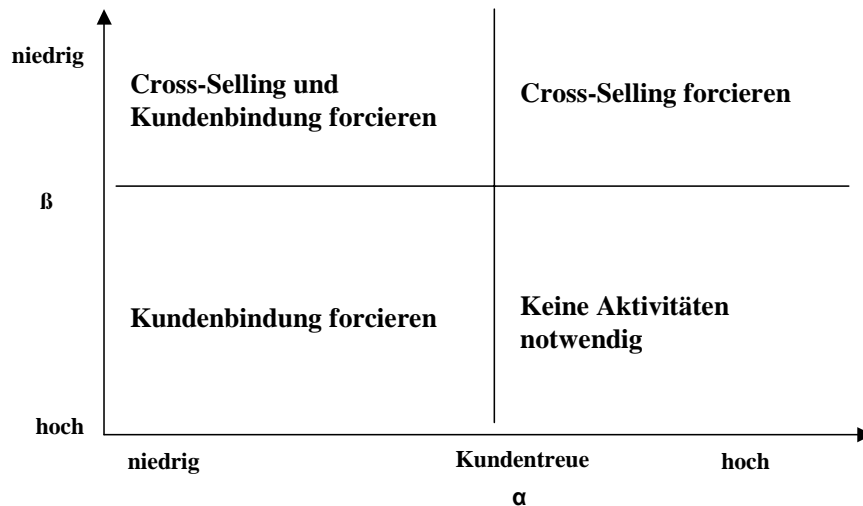 niedrig
Cross-Selling und
Kundenbindung forcieren
Cross-Selling forcieren
ß
Kundenbindung forcieren
Keine Aktivitäten
notwendig
hoch
niedrig
Kundentreue
hoch
α